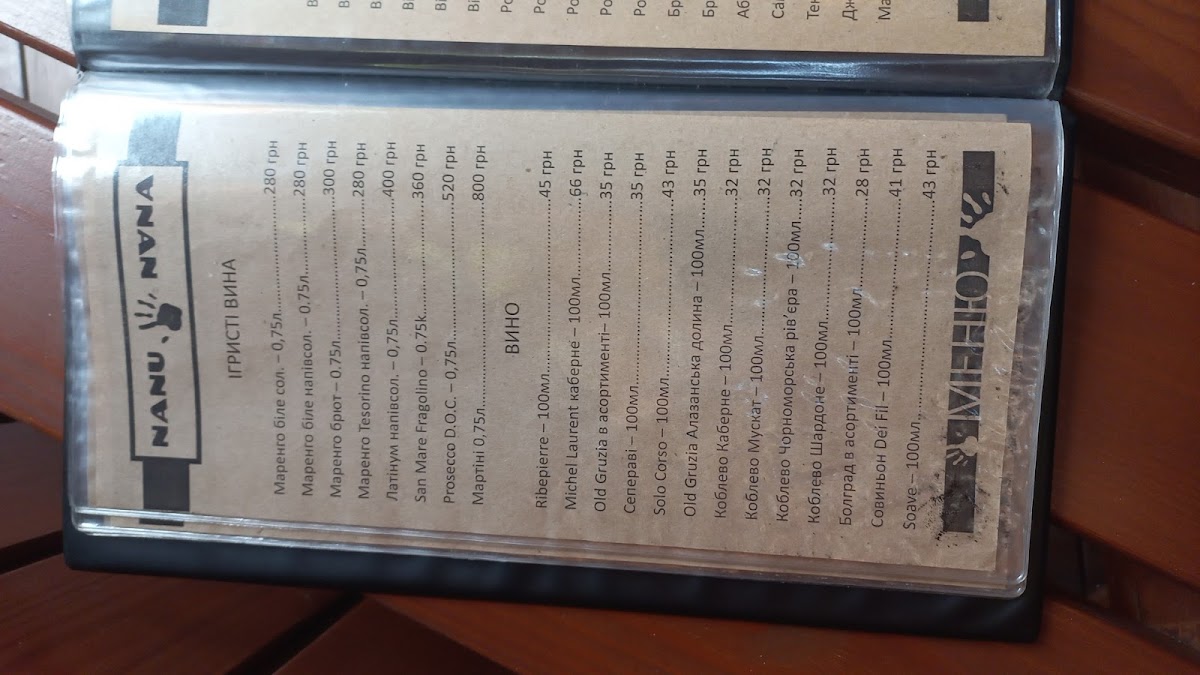 NANU NANA
ІГРИСТІ ВИНА
Маренго біле сол. – 0,75л............280 грн
Маренго біле напівсол. – 0,75л............280 грн
Маренго брют – 0.75л............300 грн
Маренго Tesorino напівсол. – 0,75л............280 грн
Латінум напівсол. – 0,75л............400 грн
San Mare Fragolino – 0.75k............360 грн
Prosecco D.O.C. – 0,75л............520 грн
Мартіні 0,75л............800 грн
ВИНО
Ribepierre – 100мл............45 грн
Michel Laurent каберне – 100мл............66 грн
Old Gruzia в асортименті– 100мл............35 грн
Сепераві – 100мл............35 грн
Solo Corso – 100мл............43 грн
Old Gruzia Алазанська долина – 100мл............35 грн
Коблево Каберне – 100мл............32 грн
Коблево Мускат – 100мл............32 грн
Коблево Чорноморська рів’єра – 100мл............32 грн
Коблево Шардоне – 100мл............32 грн
Болград в асортименті – 100мл............28 грн
Совиньон Dei Fil – 100мл............41 грн
Soave – 100мл............43 грн
МЕНЮ